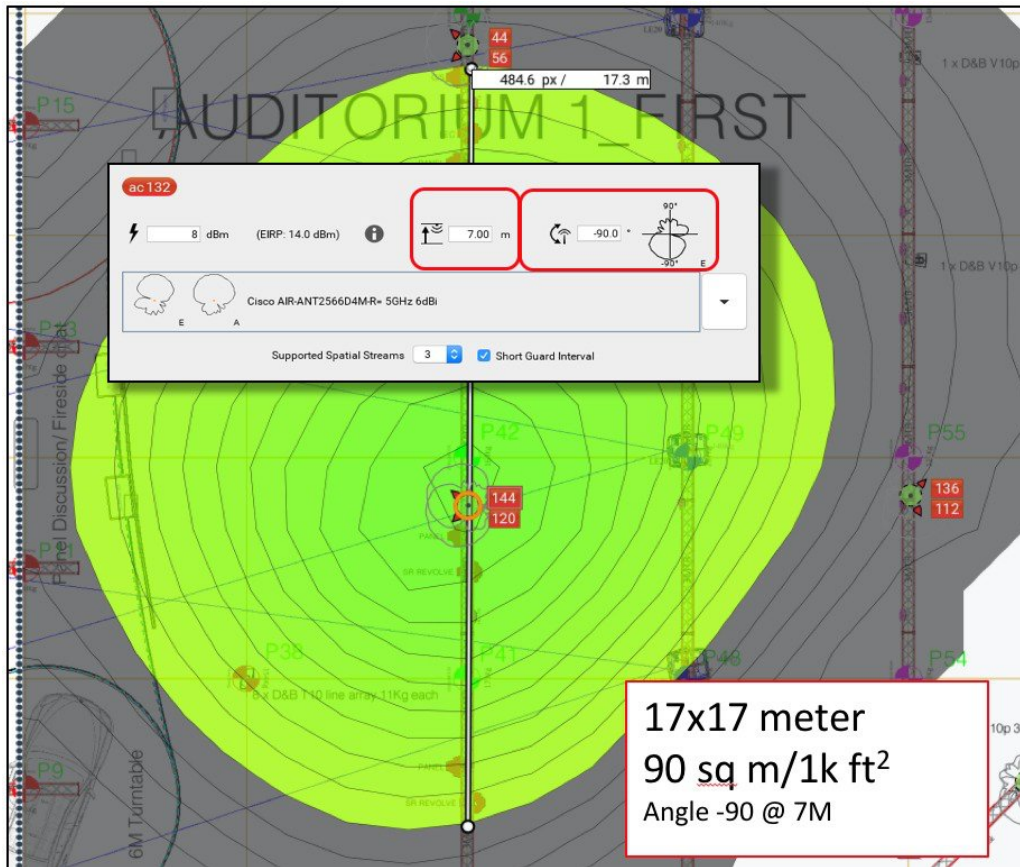 44
56
484.6 px / 17.3 m
1 x D&B V10p
P15
AUDITORIUM 1_FIRST
ac132
8 dBm (EIRP: 14.0 dBm) 7.00 m -90.0 °
90°
-90°
E
1 x D&B V10p
Cisco AIR-ANT2566D4M-R= 5GHz 6dBi
E
A
Supported Spatial Streams 3 Short Guard Interval
Panel Discussion/ Fireside chat
P42
P49
P55
144
120
136
112
PANEL
SR REVOLVE
P36
P41
P48
P54
8 x D&B T10 line array 11Kg each
17x17 meter
90 sq m/1k ft²
Angle -90 @ 7M
10p 3
PANEL
P9
6M Turntable
SR REVOLVE